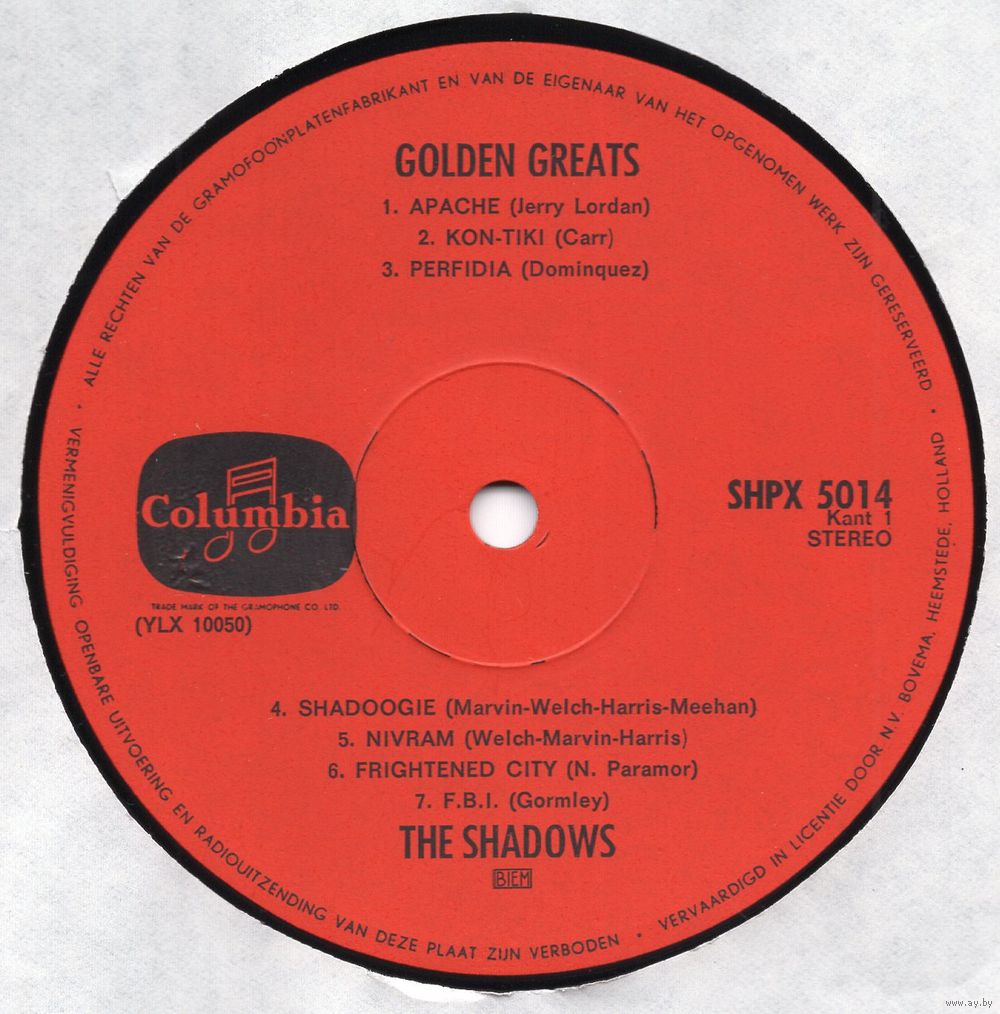 ALLE RECHTEN VAN DE GRAMOFOONPLATENFABRIKANT EN VAN DE EIGENAAR VAN HET OPGENOMEN WERK ZIJN GERESERVEERD •
GOLDEN GREATS
1. APACHE (Jerry Lordan)
2. KON-TIKI (Carr)
3. PERFIDIA (Dominquez)
Columbia
TRADE MARK OF THE GRAMOPHONE CO. LTD.
(YLX 10050)
SHPX 5014
Kant 1
STEREO
4. SHADOOGIE (Marvin-Welch-Harris-Meehan)
5. NIVRAM (Welch-Marvin-Harris)
6. FRIGHTENED CITY (N. Paramor)
7. F.B.I. (Gormley)
THE SHADOWS
BIEM
• VERMENIGVULDIGING OPENBARE UITVOERING EN RADIOUITZENDING VAN DEZE PLAAT ZIJN VERBODEN •
VERVAARDIGD IN LICENTIE DOOR N.V. BOVEMA, HEEMSTEDE, HOLLAND
www.ay.by